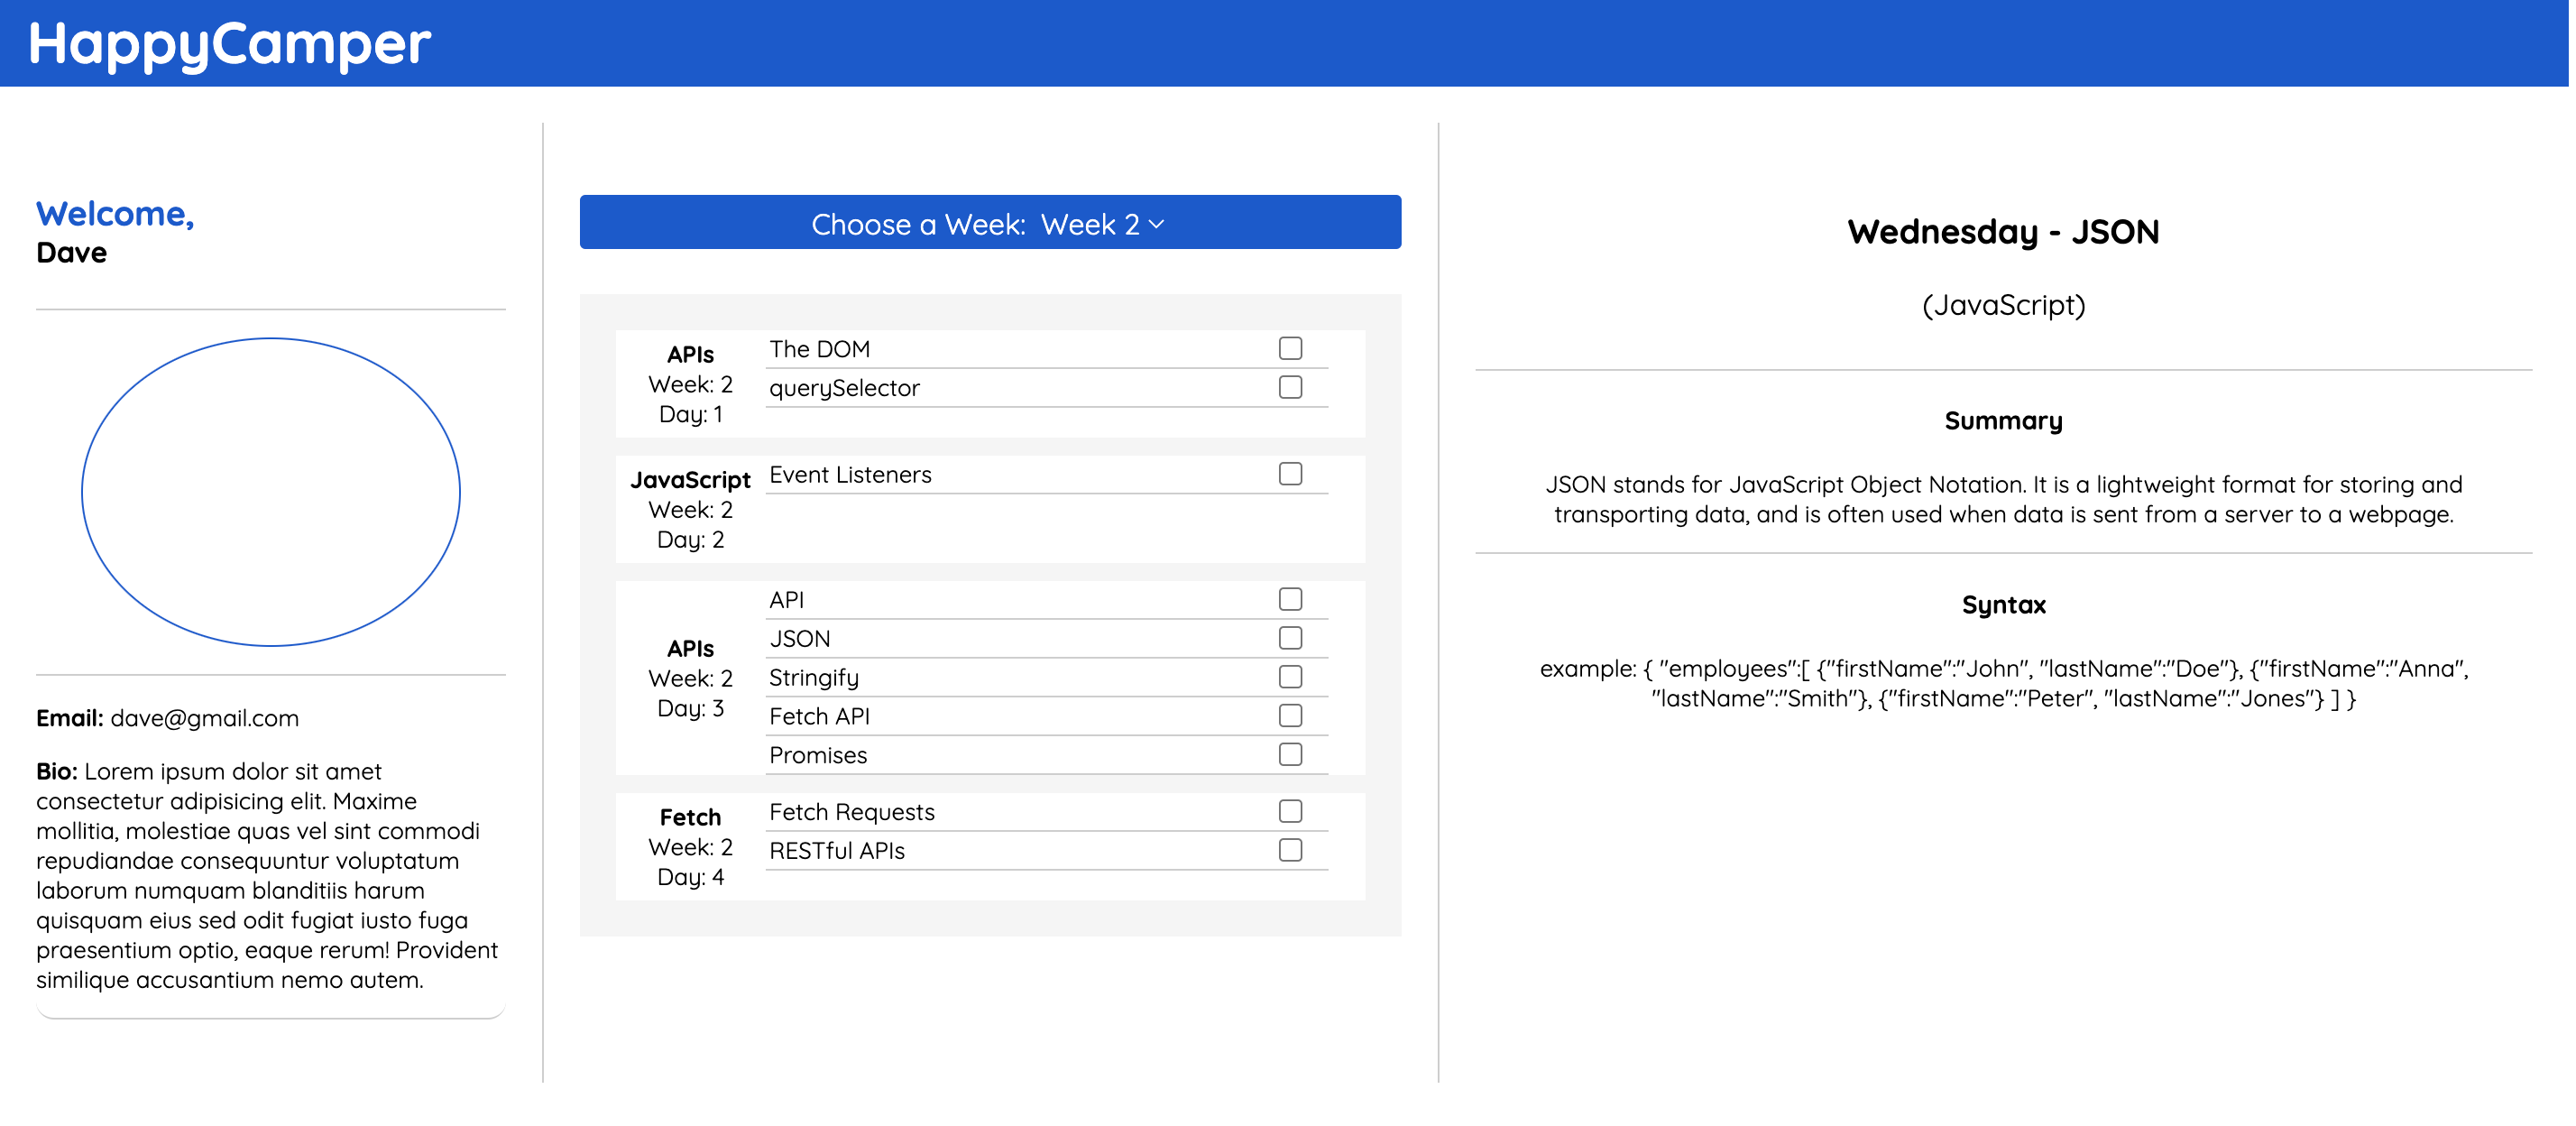 HappyCamper
Welcome,
Dave
Email: dave@gmail.com
Bio: Lorem ipsum dolor sit amet
consectetur adipisicing elit. Maxime
mollitia, molestiae quas vel sint commodi
repudiandae consequuntur voluptatum
laborum numquam blanditiis harum
quisquam eius sed odit fugiat iusto fuga
praesentium optio, eaque rerum! Provident
similique accusantium nemo autem.
Choose a Week: Week 2
APIs
Week: 2
Day: 1
The DOM
querySelector
JavaScript
Week: 2
Day: 2
Event Listeners
APIs
Week: 2
Day: 3
API
JSON
Stringify
Fetch API
Promises
Fetch
Week: 2
Day: 4
Fetch Requests
RESTful APIs
Wednesday - JSON
(JavaScript)
Summary
JSON stands for JavaScript Object Notation. It is a lightweight format for storing and
transporting data, and is often used when data is sent from a server to a webpage.
Syntax
example: { "employees":[ {"firstName":"John", "lastName":"Doe"}, {"firstName":"Anna",
"lastName":"Smith"}, {"firstName":"Peter", "lastName":"Jones"} ] }